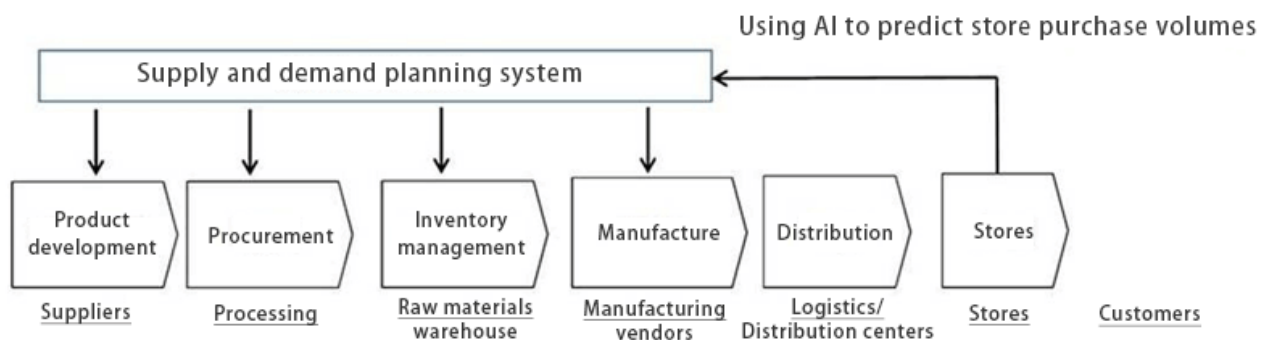 Using AI to predict store purchase volumes
Supply and demand planning system
Product
development
Procurement
Inventory
management
Manufacture
Distribution
Stores
Suppliers
Processing
Raw materials
warehouse
Manufacturing
vendors
Logistics/
Distribution centers
Stores
Customers